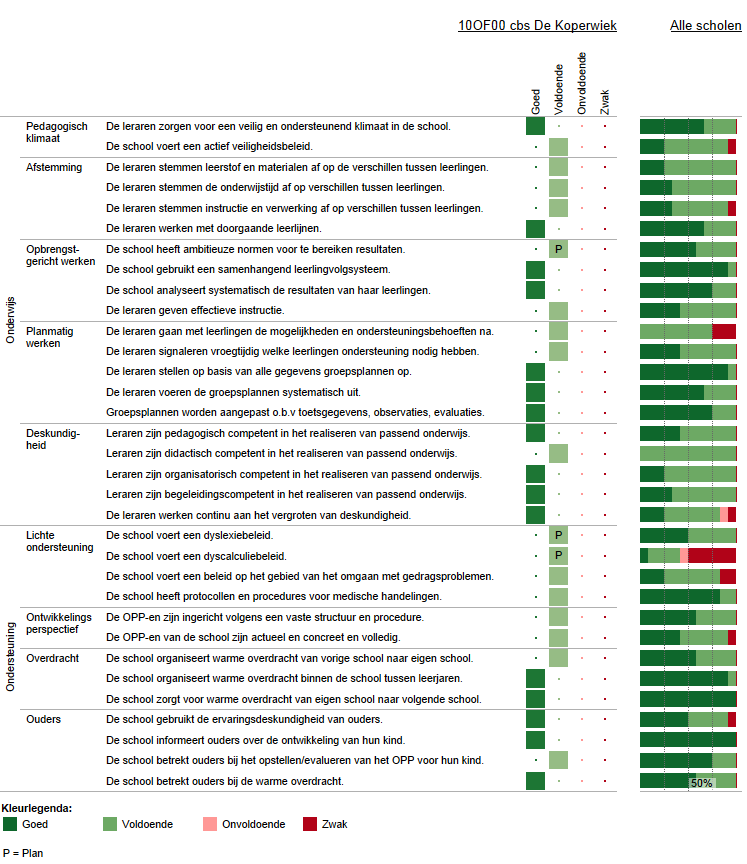 10OF00 cbs De Koperwiek
Alle scholen
Goed
Voldoende
Onvoldoende
Zwak
Onderwijs
Pedagogisch
klimaat
De leraren zorgen voor een veilig en ondersteunend klimaat in de school.
De school voert een actief veiligheidsbeleid.
Afstemming
De leraren stemmen leerstof en materialen af op de verschillen tussen leerlingen.
De leraren stemmen de onderwijstijd af op verschillen tussen leerlingen.
De leraren stemmen instructie en verwerking af op verschillen tussen leerlingen.
De leraren werken met doorgaande leerlijnen.
Opbrengst-
gericht werken
De school heeft ambitieuze normen voor te bereiken resultaten.
P
De school gebruikt een samenhangend leerlingvolgsysteem.
De school analyseert systematisch de resultaten van haar leerlingen.
De leraren geven effectieve instructie.
Planmatig
werken
De leraren gaan met leerlingen de mogelijkheden en ondersteuningsbehoeften na.
De leraren signaleren vroegtijdig welke leerlingen ondersteuning nodig hebben.
De leraren stellen op basis van alle gegevens groepsplannen op.
De leraren voeren de groepsplannen systematisch uit.
Groepsplannen worden aangepast o.b.v toetsgegevens, observaties, evaluaties.
Deskundig-
heid
Leraren zijn pedagogisch competent in het realiseren van passend onderwijs.
Leraren zijn didactisch competent in het realiseren van passend onderwijs.
Leraren zijn organisatorisch competent in het realiseren van passend onderwijs.
Leraren zijn begeleidingscompetent in het realiseren van passend onderwijs.
De leraren werken continu aan het vergroten van deskundigheid.
Ondersteuning
Lichte
ondersteuning
De school voert een dyslexiebeleid.
P
De school voert een dyscalculiebeleid.
P
De school voert een beleid op het gebied van het omgaan met gedragsproblemen.
De school heeft protocollen en procedures voor medische handelingen.
Ontwikkelings
perspectief
De OPP-en zijn ingericht volgens een vaste structuur en procedure.
De OPP-en van de school zijn actueel en concreet en volledig.
Overdracht
De school organiseert warme overdracht van vorige school naar eigen school.
De school organiseert warme overdracht binnen de school tussen leerjaren.
De school zorgt voor warme overdracht van eigen school naar volgende school.
Ouders
De school gebruikt de ervaringsdeskundigheid van ouders.
De school informeert ouders over de ontwikkeling van hun kind.
De school betrekt ouders bij het opstellen/evalueren van het OPP voor hun kind.
De school betrekt ouders bij de warme overdracht.
50%
Kleurlegenda:
Goed
Voldoende
Onvoldoende
Zwak
P = Plan